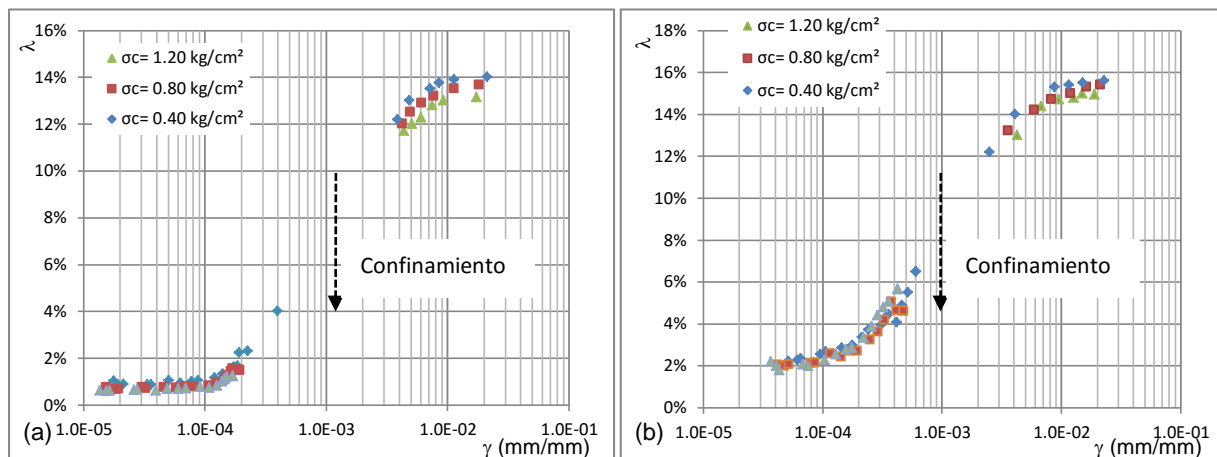 16%
14%
12%
10%
8%
6%
4%
2%
0%
λ
σc= 1.20 kg/cm²
σc= 0.80 kg/cm²
σc= 0.40 kg/cm²
Confinamiento
(a)
1.0E-05 1.0E-04 1.0E-03 1.0E-02 1.0E-01
γ (mm/mm)
18%
16%
14%
12%
10%
8%
6%
4%
2%
0%
λ
σc= 1.20 kg/cm²
σc= 0.80 kg/cm²
σc= 0.40 kg/cm²
Confinamiento
(b)
1.0E-05 1.0E-04 1.0E-03 1.0E-02 1.0E-01
γ (mm/mm)